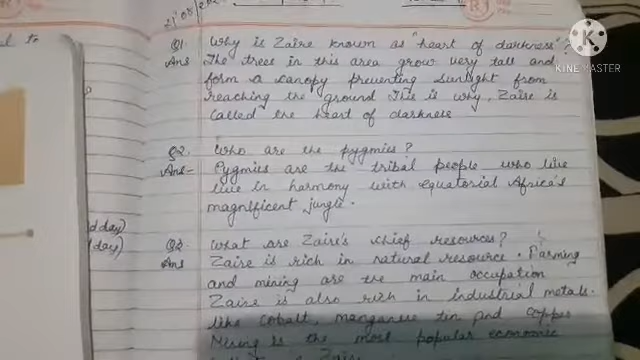 Q1 Why is Zaire known as "heart of darkness"?
Ans The trees in this area grow very tall and
form a canopy preventing sunlight from
reaching the ground This is why, Zaire is
called the heart of darkness
Q2. Who are the pygmies?
Ans- Pygmies are the tribal people who live
live in harmony with equatorial Africa's
magnificent jungle.
Q3 What are Zaire's chief resources?
Ans Zaire is rich in natural resource. Farming
and mining are the main occupation
Zaire is also rich in industrial metals.
like cobalt, manganese tin and copper
Mining is the most popular economic
Zaire
d day)
(day)
KINEMASTER